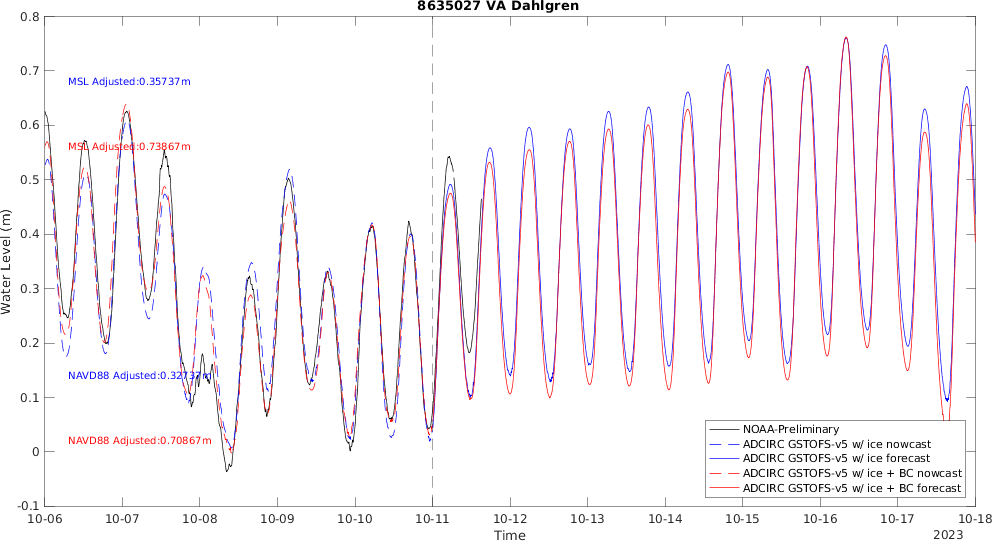 8635027 VA Dahlgren
0.8
0.7
0.6
0.5
0.4
0.3
0.2
0.1
0
-0.1
Water Level (m)
MSL Adjusted:0.35737m
MSL Adjusted:0.73867m
NAVD88 Adjusted:0.32737m
NAVD88 Adjusted:0.70867m
NOAA-Preliminary
ADCIRC GSTOFS-v5 w/ ice nowcast
ADCIRC GSTOFS-v5 w/ ice forecast
ADCIRC GSTOFS-v5 w/ ice + BC nowcast
ADCIRC GSTOFS-v5 w/ ice + BC forecast
10-06 10-07 10-08 10-09 10-10 10-11 10-12 10-13 10-14 10-15 10-16 10-17 10-18
Time
2023